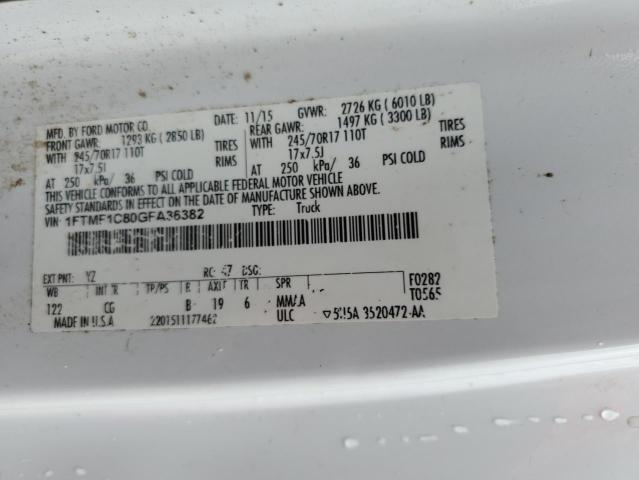 MFD. BY FORD MOTOR CO.
DATE: 11/15 GVWR: 2726 KG ( 6010 LB)
FRONT GAWR: 1293 KG ( 2850 LB) REAR GAWR: 1497 KG ( 3300 LB)
WITH 245/70R17 110T TIRES WITH 245/70R17 110T TIRES
17x7.5J RIMS 17x7.5J RIMS
AT 250 kPa/ 36 PSI COLD AT 250 kPa/ 36 PSI COLD
THIS VEHICLE CONFORMS TO ALL APPLICABLE FEDERAL MOTOR VEHICLE
SAFETY STANDARDS IN EFFECT ON THE DATE OF MANUFACTURE SHOWN ABOVE.
VIN: 1FTMF1C80GFA36382 TYPE: Truck
EXT PNT: YZ RC: 47 DSO:
WB INT TR TP/PS R AXLE TR SPR
F0282
122 CG B 19 6 MMAA
T0565
MADE IN U.S.A 2201511177462 ULC 3520472-AA